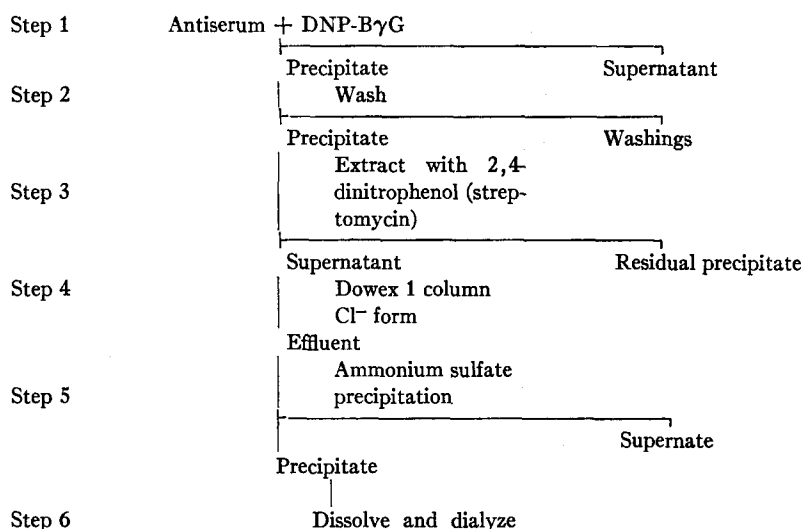 Step 1 Antiserum + DNP-BγG
Precipitate Supernatant
Step 2 Wash
Precipitate Washings
Extract with 2,4-
Step 3 dinitrophenol (strep-
tomycin)
Supernatant Residual precipitate
Step 4 Dowex 1 column
Cl⁻ form
Effluent
Ammonium sulfate
Step 5 precipitation
Supernate
Precipitate
Step 6 Dissolve and dialyze